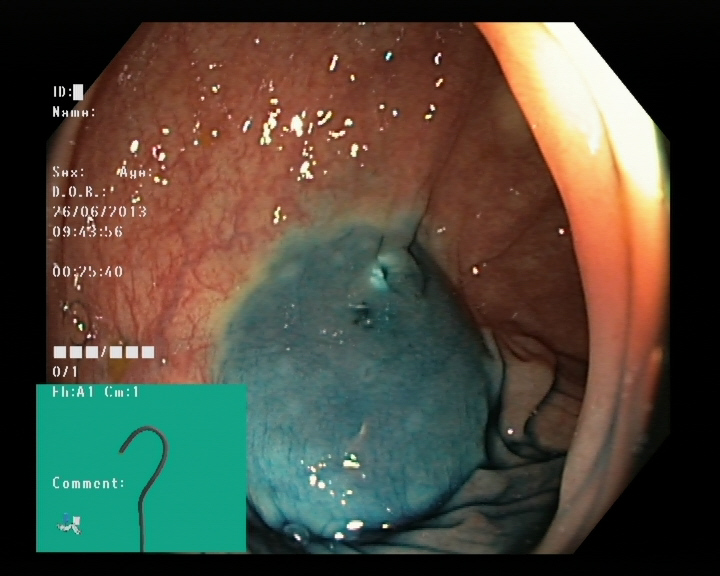 ID:
Name:
Sex: Age:
D.O.B.:
26/06/2013
09:43:56
00:25:40
0/1
Eh:A1 Cm:1
Comment: